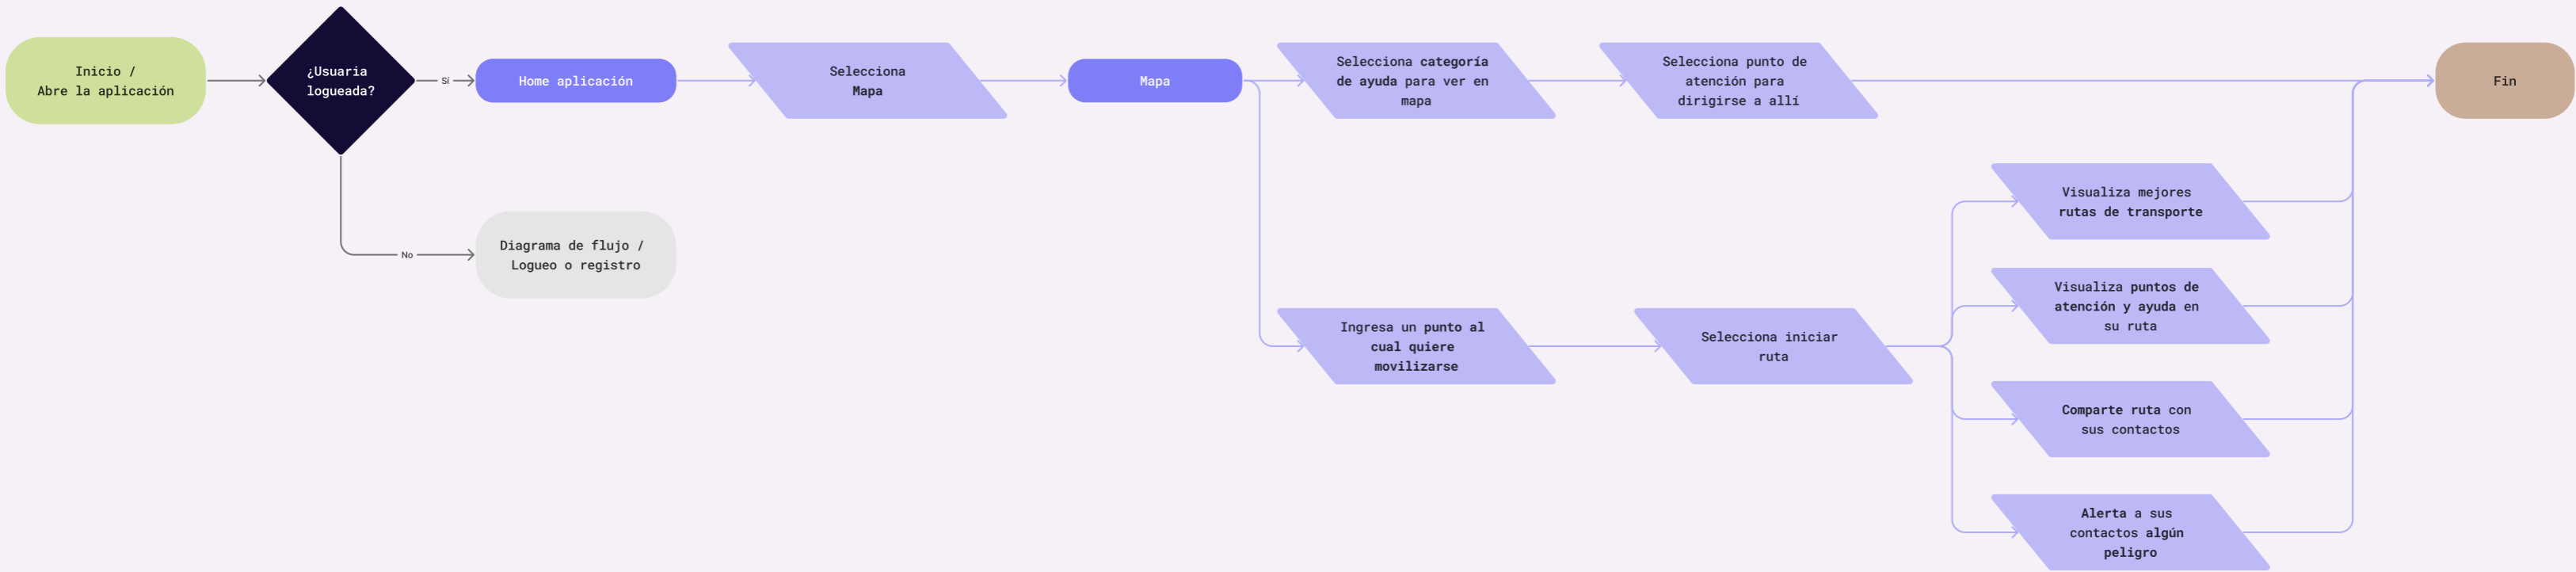 Inicio /
Abre la aplicación
¿Usuaria
logueada?
Sí
Home aplicación
Selecciona
Mapa
Mapa
Selecciona categoría
de ayuda para ver en
mapa
Selecciona punto de
atención para
dirigirse a allí
Fin
No
Diagrama de flujo /
Logueo o registro
Ingresa un punto al
cual quiere
movilizarse
Selecciona iniciar
ruta
Visualiza mejores
rutas de transporte
Visualiza puntos de
atención y ayuda en
su ruta
Comparte ruta con
sus contactos
Alerta a sus
contactos algún
peligro